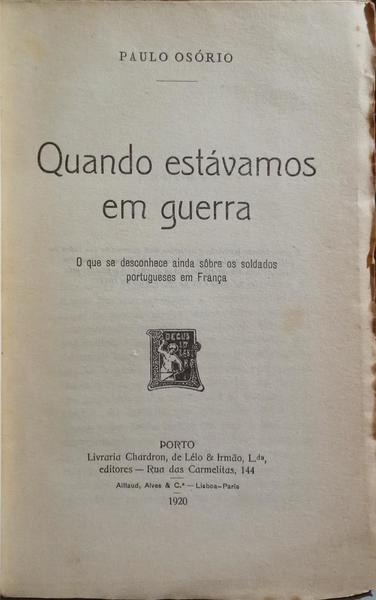 PAULO OSÓRIO
Quando estávamos
em guerra
O que se desconhece ainda sôbre os soldados
portugueses em França
PORTO
Livraria Chardron, de Lélo & Irmão, L.da,
editores — Rua das Carmelitas, 144
Aillaud, Alves & C.ª — Lisboa-Paris
1920